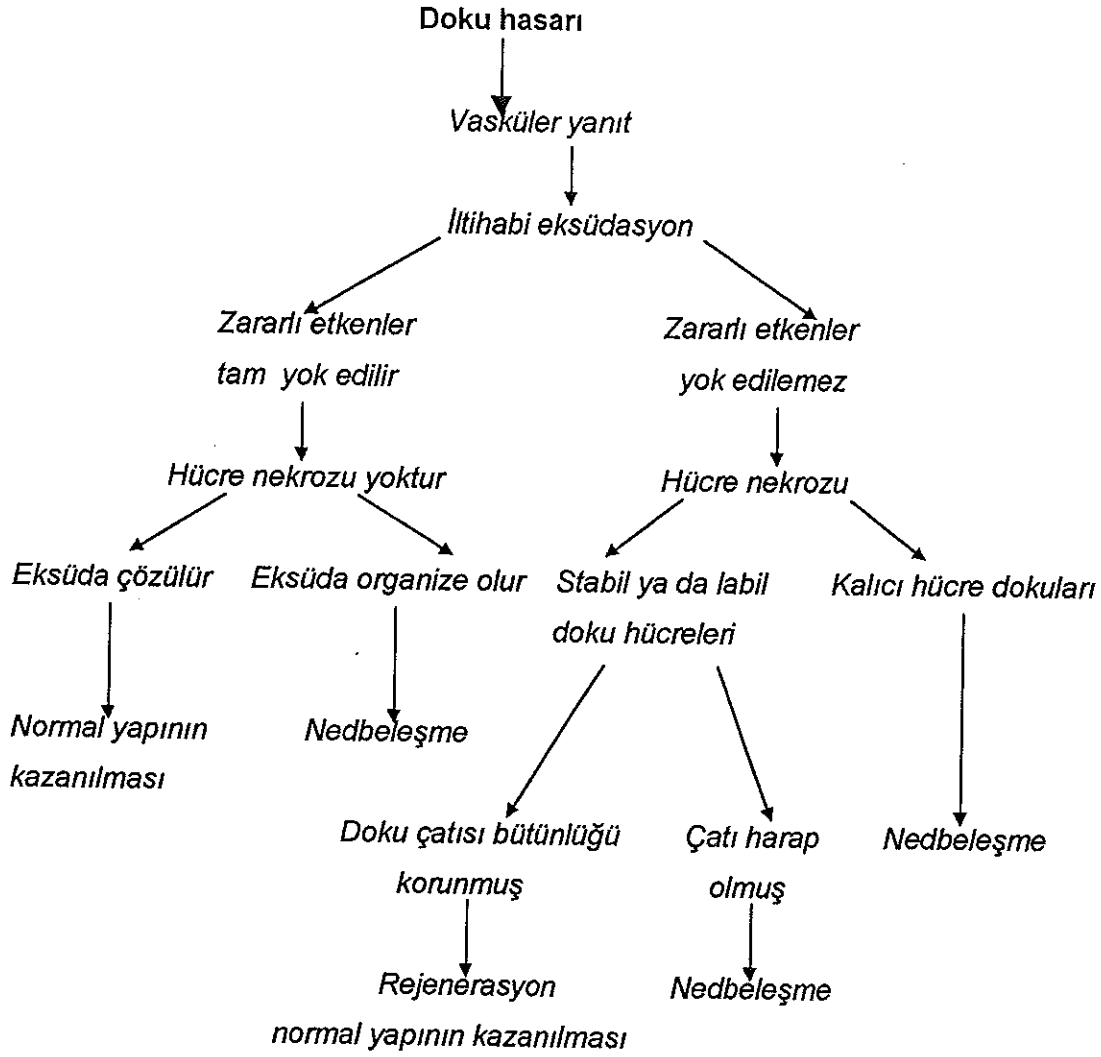 Doku hasarı
Vasküler yanıt
İltihabi eksüdasyon
Zararlı etkenler
tam yok edilir
Zararlı etkenler
yok edilemez
Hücre nekrozu yoktur
Hücre nekrozu
Eksüda çözülür
Eksüda organize olur
Stabil ya da labil
doku hücreleri
Kalıcı hücre dokuları
Normal yapının
kazanılması
Nedbeleşme
Doku çatısı bütünlüğü
korunmuş
Çatı harap
olmuş
Nedbeleşme
Rejenerasyon
normal yapının kazanılması
Nedbeleşme